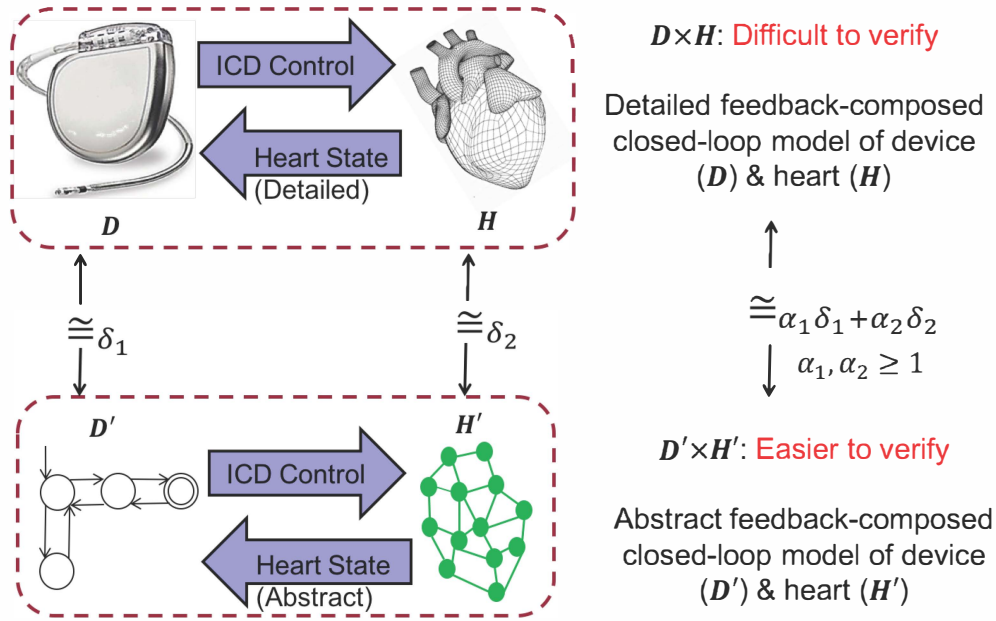 ICD Control
Heart State
(Detailed)
D
H
D×H: Difficult to verify
Detailed feedback-composed
closed-loop model of device
(D) & heart (H)
≅δ₁
≅δ₂
≅α₁δ₁+α₂δ₂
α₁, α₂ ≥ 1
D′
H′
ICD Control
Heart State
(Abstract)
D′×H′: Easier to verify
Abstract feedback-composed
closed-loop model of device
(D′) & heart (H′)